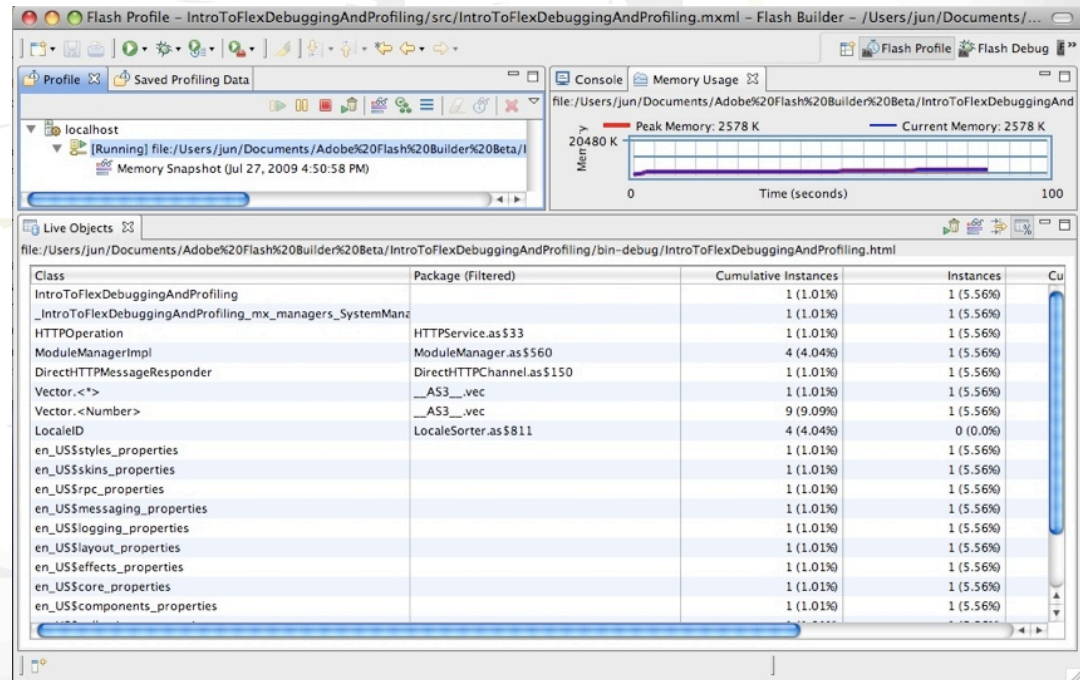 Flash Profile – IntroToFlexDebuggingAndProfiling/src/IntroToFlexDebuggingAndProfiling.mxml – Flash Builder – /Users/jun/Documents/...
Flash Profile Flash Debug
Profile Saved Profiling Data
localhost
[Running] file:/Users/jun/Documents/Adobe%20Flash%20Builder%20Beta/I
Memory Snapshot (Jul 27, 2009 4:50:58 PM)
Console Memory Usage
file:/Users/jun/Documents/Adobe%20Flash%20Builder%20Beta/IntroToFlexDebuggingAnd
Peak Memory: 2578 K Current Memory: 2578 K
20480 K
0 Time (seconds) 100
Live Objects
file:/Users/jun/Documents/Adobe%20Flash%20Builder%20Beta/IntroToFlexDebuggingAndProfiling/bin-debug/IntroToFlexDebuggingAndProfiling.html
Class Package (Filtered) Cumulative Instances Instances Cu
IntroToFlexDebuggingAndProfiling 1 (1.01%) 1 (5.56%)
_IntroToFlexDebuggingAndProfiling_mx_managers_SystemMana 1 (1.01%) 1 (5.56%)
HTTPOperation HTTPService.as$33 1 (1.01%) 1 (5.56%)
ModuleManagerImpl ModuleManager.as$560 4 (4.04%) 1 (5.56%)
DirectHTTPMessageResponder DirectHTTPChannel.as$150 1 (1.01%) 1 (5.56%)
Vector.<*> __AS3__.vec 1 (1.01%) 1 (5.56%)
Vector.<Number> __AS3__.vec 9 (9.09%) 1 (5.56%)
LocaleID LocaleSorter.as$811 4 (4.04%) 0 (0.0%)
en_US$styles_properties 1 (1.01%) 1 (5.56%)
en_US$skins_properties 1 (1.01%) 1 (5.56%)
en_US$rpc_properties 1 (1.01%) 1 (5.56%)
en_US$messaging_properties 1 (1.01%) 1 (5.56%)
en_US$logging_properties 1 (1.01%) 1 (5.56%)
en_US$layout_properties 1 (1.01%) 1 (5.56%)
en_US$effects_properties 1 (1.01%) 1 (5.56%)
en_US$core_properties 1 (1.01%) 1 (5.56%)
en_US$components_properties 1 (1.01%) 1 (5.56%)